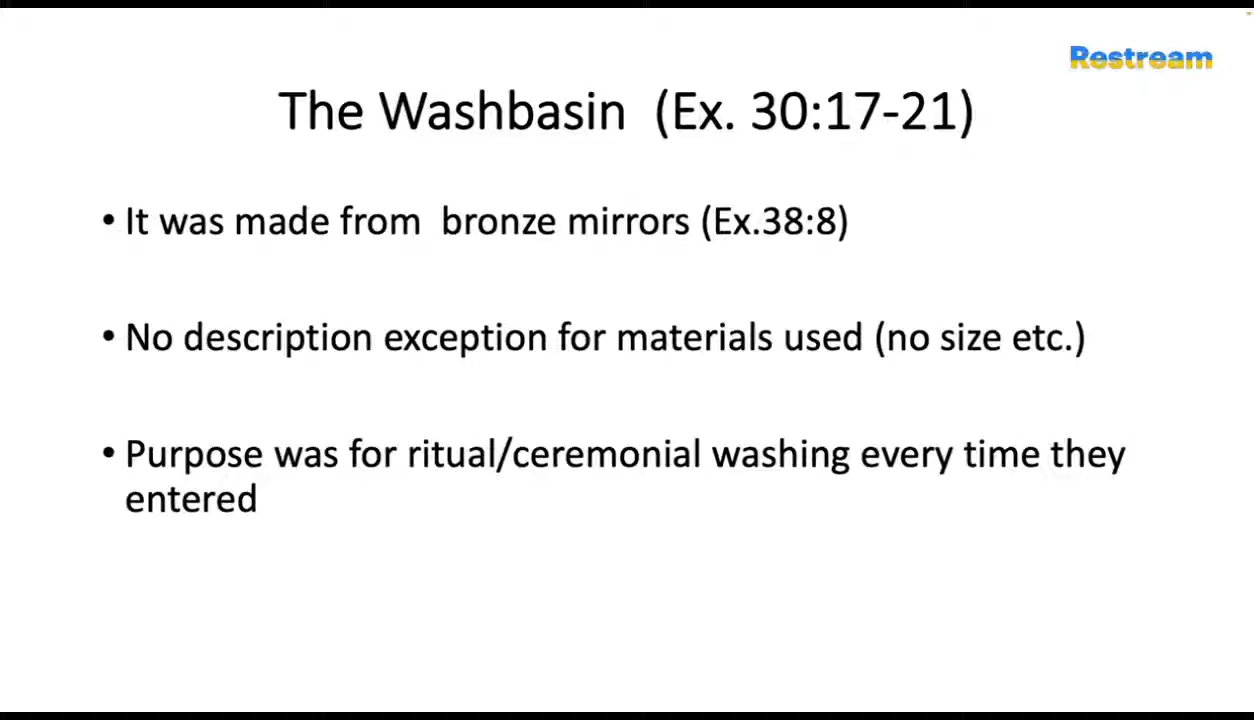 Restream
The Washbasin  (Ex. 30:17-21)
• It was made from  bronze mirrors (Ex.38:8)
• No description exception for materials used (no size etc.)
• Purpose was for ritual/ceremonial washing every time they
entered